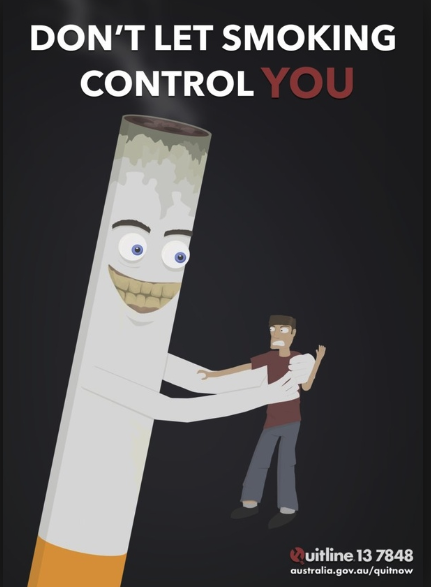 DON'T LET SMOKING
CONTROL YOU
Quitline 13 7848
australia.gov.au/quitnow